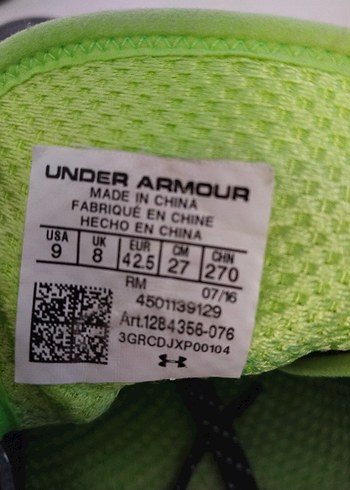 UNDER ARMOUR
MADE IN CHINA
FABRIQUÉ EN CHINE
HECHO EN CHINA
USA UK EUR CM CHN
9 8 42.5 27 270
RM 07/16
4501139129
Art.1284356-076
3GRCDJXP00104